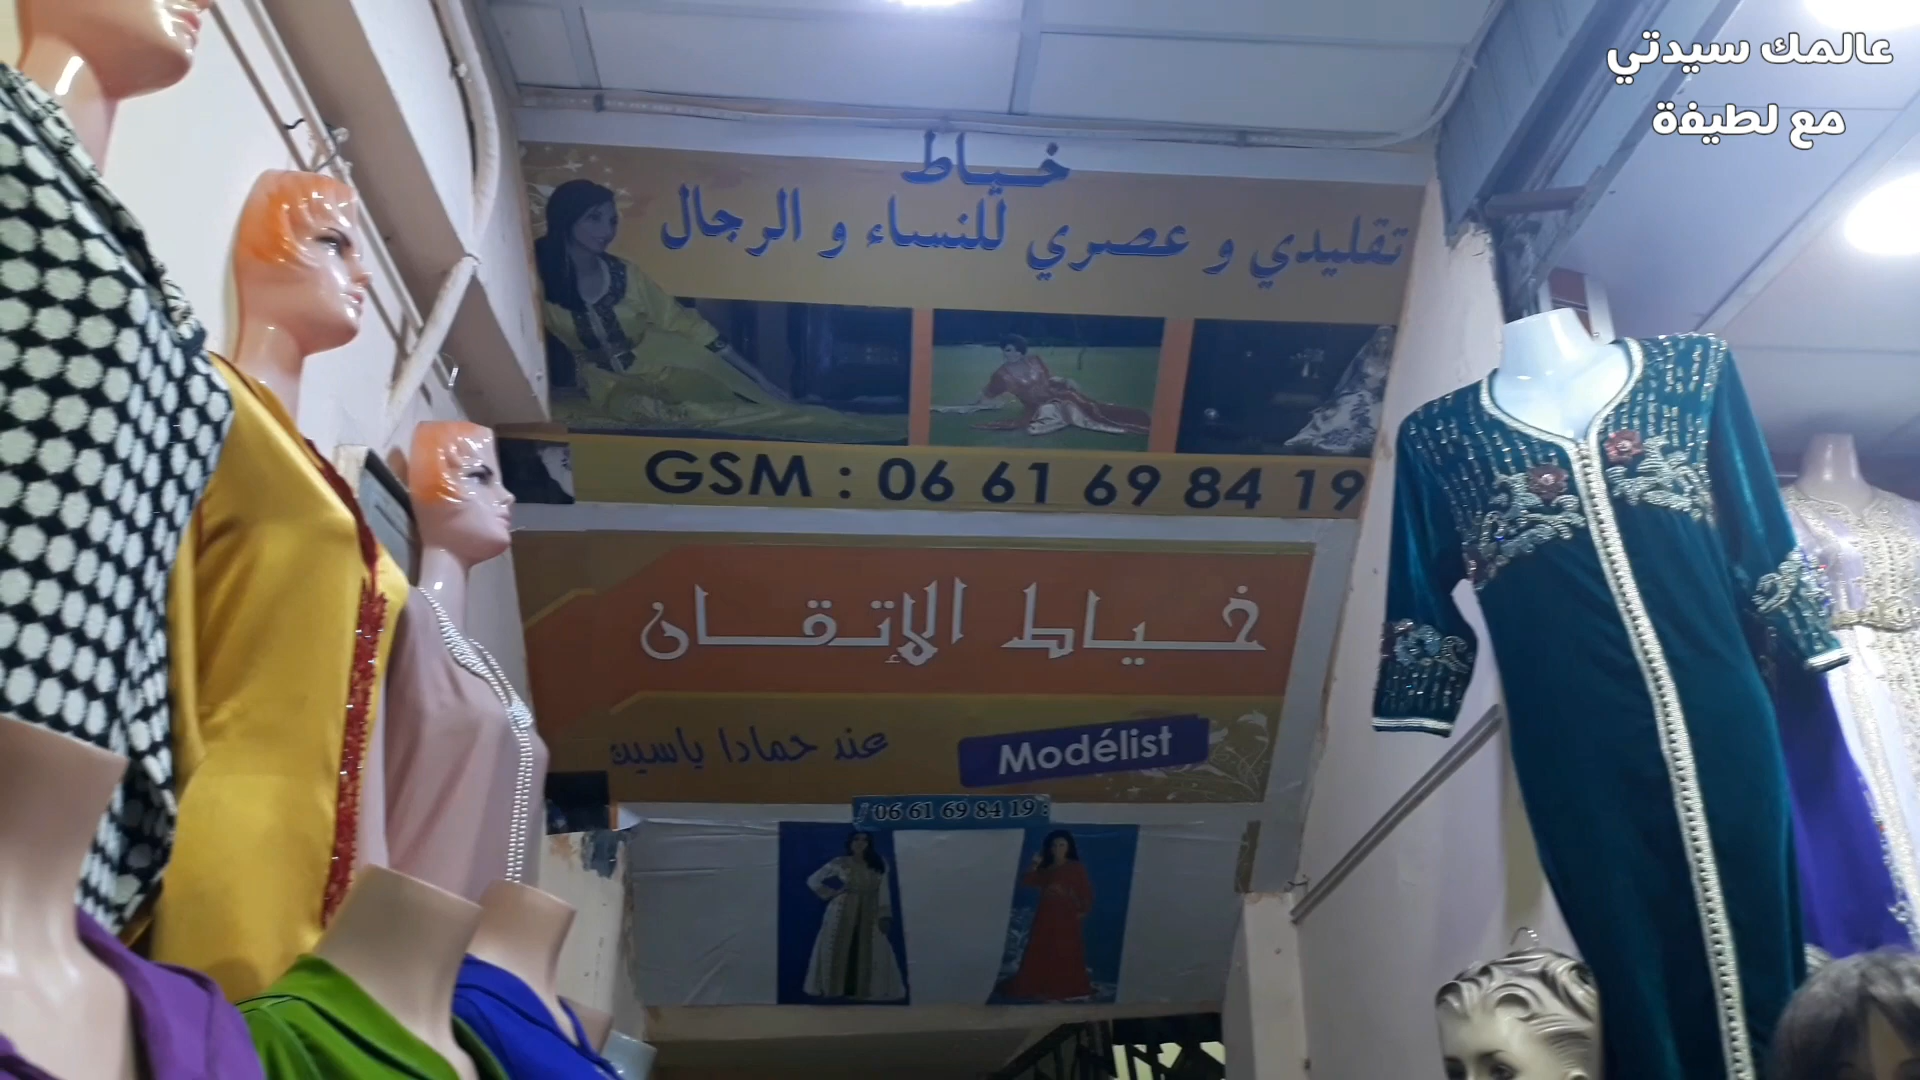 عالمك سيدتي
مع لطيفة
خياط
تقليدي و عصري للنساء و الرجال
GSM : 06 61 69 84 19
خياط الإتقان
عند حمادا ياسين
Modélist
06 61 69 84 19 :